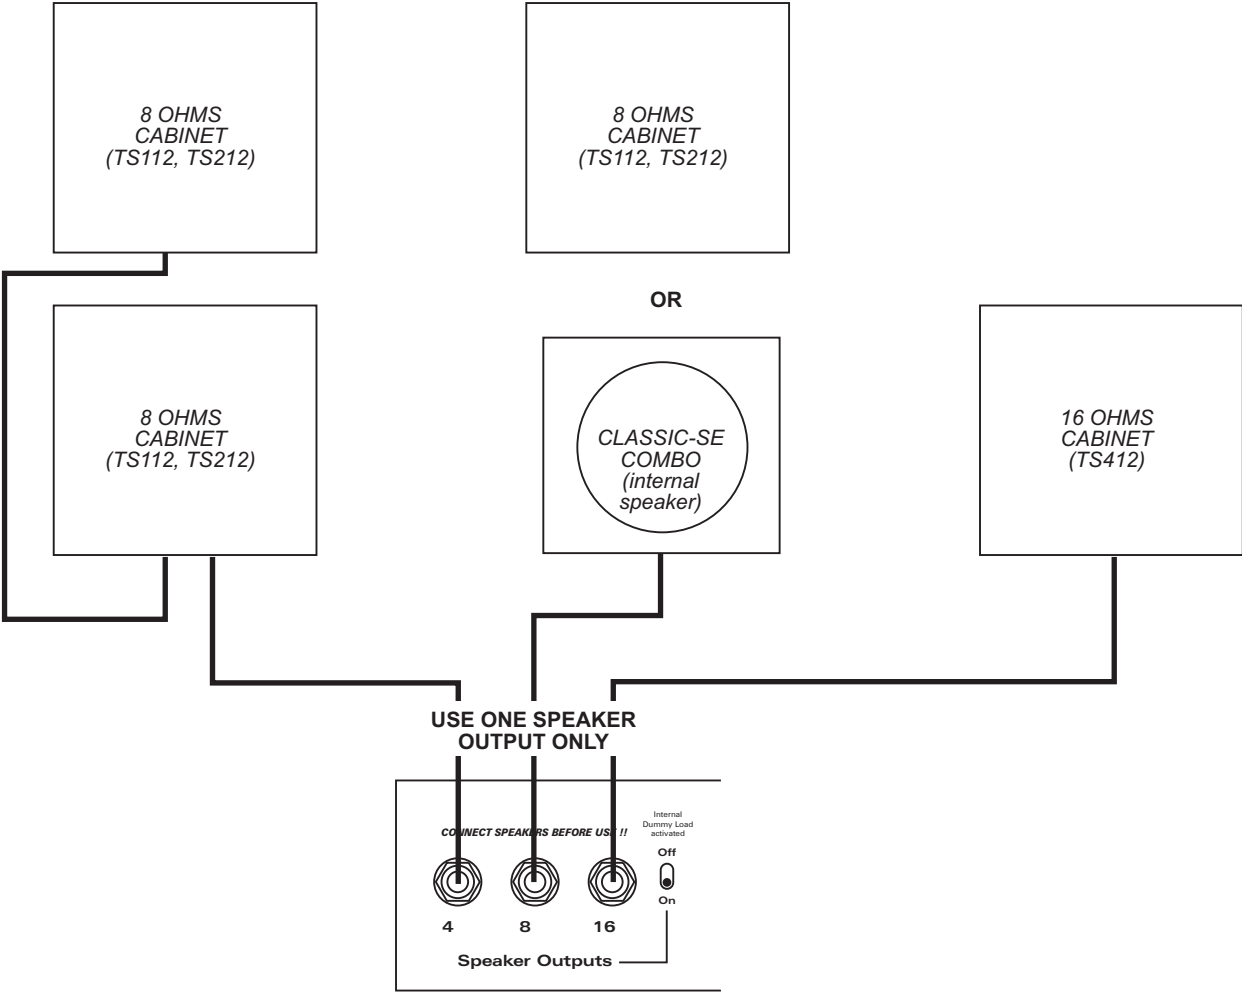 8 OHMS
CABINET
(TS112, TS212)
8 OHMS
CABINET
(TS112, TS212)
OR
8 OHMS
CABINET
(TS112, TS212)
CLASSIC-SE
COMBO
(internal
speaker)
16 OHMS
CABINET
(TS412)
USE ONE SPEAKER
OUTPUT ONLY
Internal
Dummy Load
activated
CONNECT SPEAKERS BEFORE USE !!
Off
On
4 8 16
Speaker Outputs